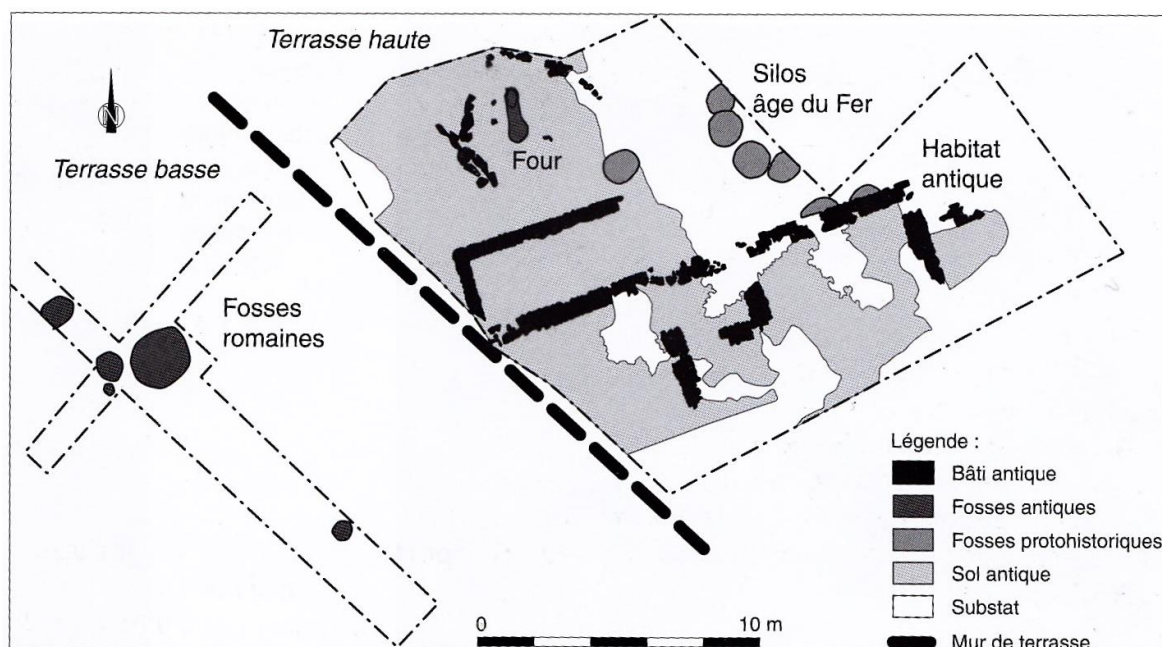 Terrasse haute
N
Terrasse basse
Silos
âge du Fer
Four
Habitat
antique
Fosses
romaines
Légende :
Bâti antique
Fosses antiques
Fosses protohistoriques
Sol antique
Substat
Mur de terrasse
0 10 m